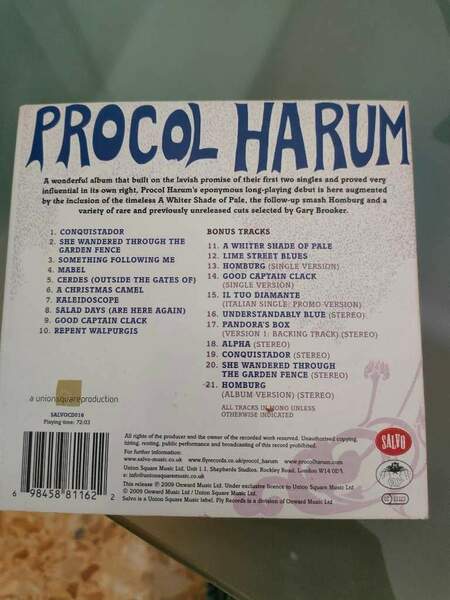 PROCOL HARUM
A wonderful album that built on the lavish promise of their first two singles and proved very
influential in its own right, Procol Harum's eponymous long-playing debut is here augmented
by the inclusion of the timeless A Whiter Shade of Pale, the follow-up smash Homburg and a
variety of rare and previously unreleased cuts selected by Gary Brooker.
1. CONQUISTADOR
2. SHE WANDERED THROUGH THE
GARDEN FENCE
3. SOMETHING FOLLOWING ME
4. MABEL
5. CERDES (OUTSIDE THE GATES OF)
6. A CHRISTMAS CAMEL
7. KALEIDOSCOPE
8. SALAD DAYS (ARE HERE AGAIN)
9. GOOD CAPTAIN CLACK
10. REPENT WALPURGIS
BONUS TRACKS
11. A WHITER SHADE OF PALE
12. LIME STREET BLUES
13. HOMBURG (SINGLE VERSION)
14. GOOD CAPTAIN CLACK
(SINGLE VERSION)
15. IL TUO DIAMANTE
(ITALIAN SINGLE/PROMO VERSION)
16. UNDERSTANDABLY BLUE (STEREO)
17. PANDORA'S BOX
(VERSION 1: BACKING TRACK) (STEREO)
18. ALPHA (STEREO)
19. CONQUISTADOR (STEREO)
20. SHE WANDERED THROUGH
THE GARDEN FENCE (STEREO)
21. HOMBURG
(ALBUM VERSION) (STEREO)
ALL TRACKS IN MONO UNLESS
OTHERWISE INDICATED
a unionsquareproduction
SALVOCD018
Playing time: 72:03
6 98458 81162 2
All rights of the producer and the owner of the recorded work reserved. Unauthorised copying,
hiring, renting, public performance and broadcasting of this record prohibited.
For further information:
www.salvo-music.co.uk www.flyrecords.co.uk/procol_harum www.procolharum.com
e: info@unionsquaremusic.co.uk
Union Square Music Ltd, Unit 1.1, Shepherds Studios, Rockley Road, London W14 0DA
This release ℗ 2009 Onward Music Ltd. Under exclusive licence to Union Square Music Ltd
© 2009 Onward Music Ltd / Union Square Music Ltd
Salvo is a Union Square Music label. Fly Records is a division of Onward Music Ltd.
SALVO